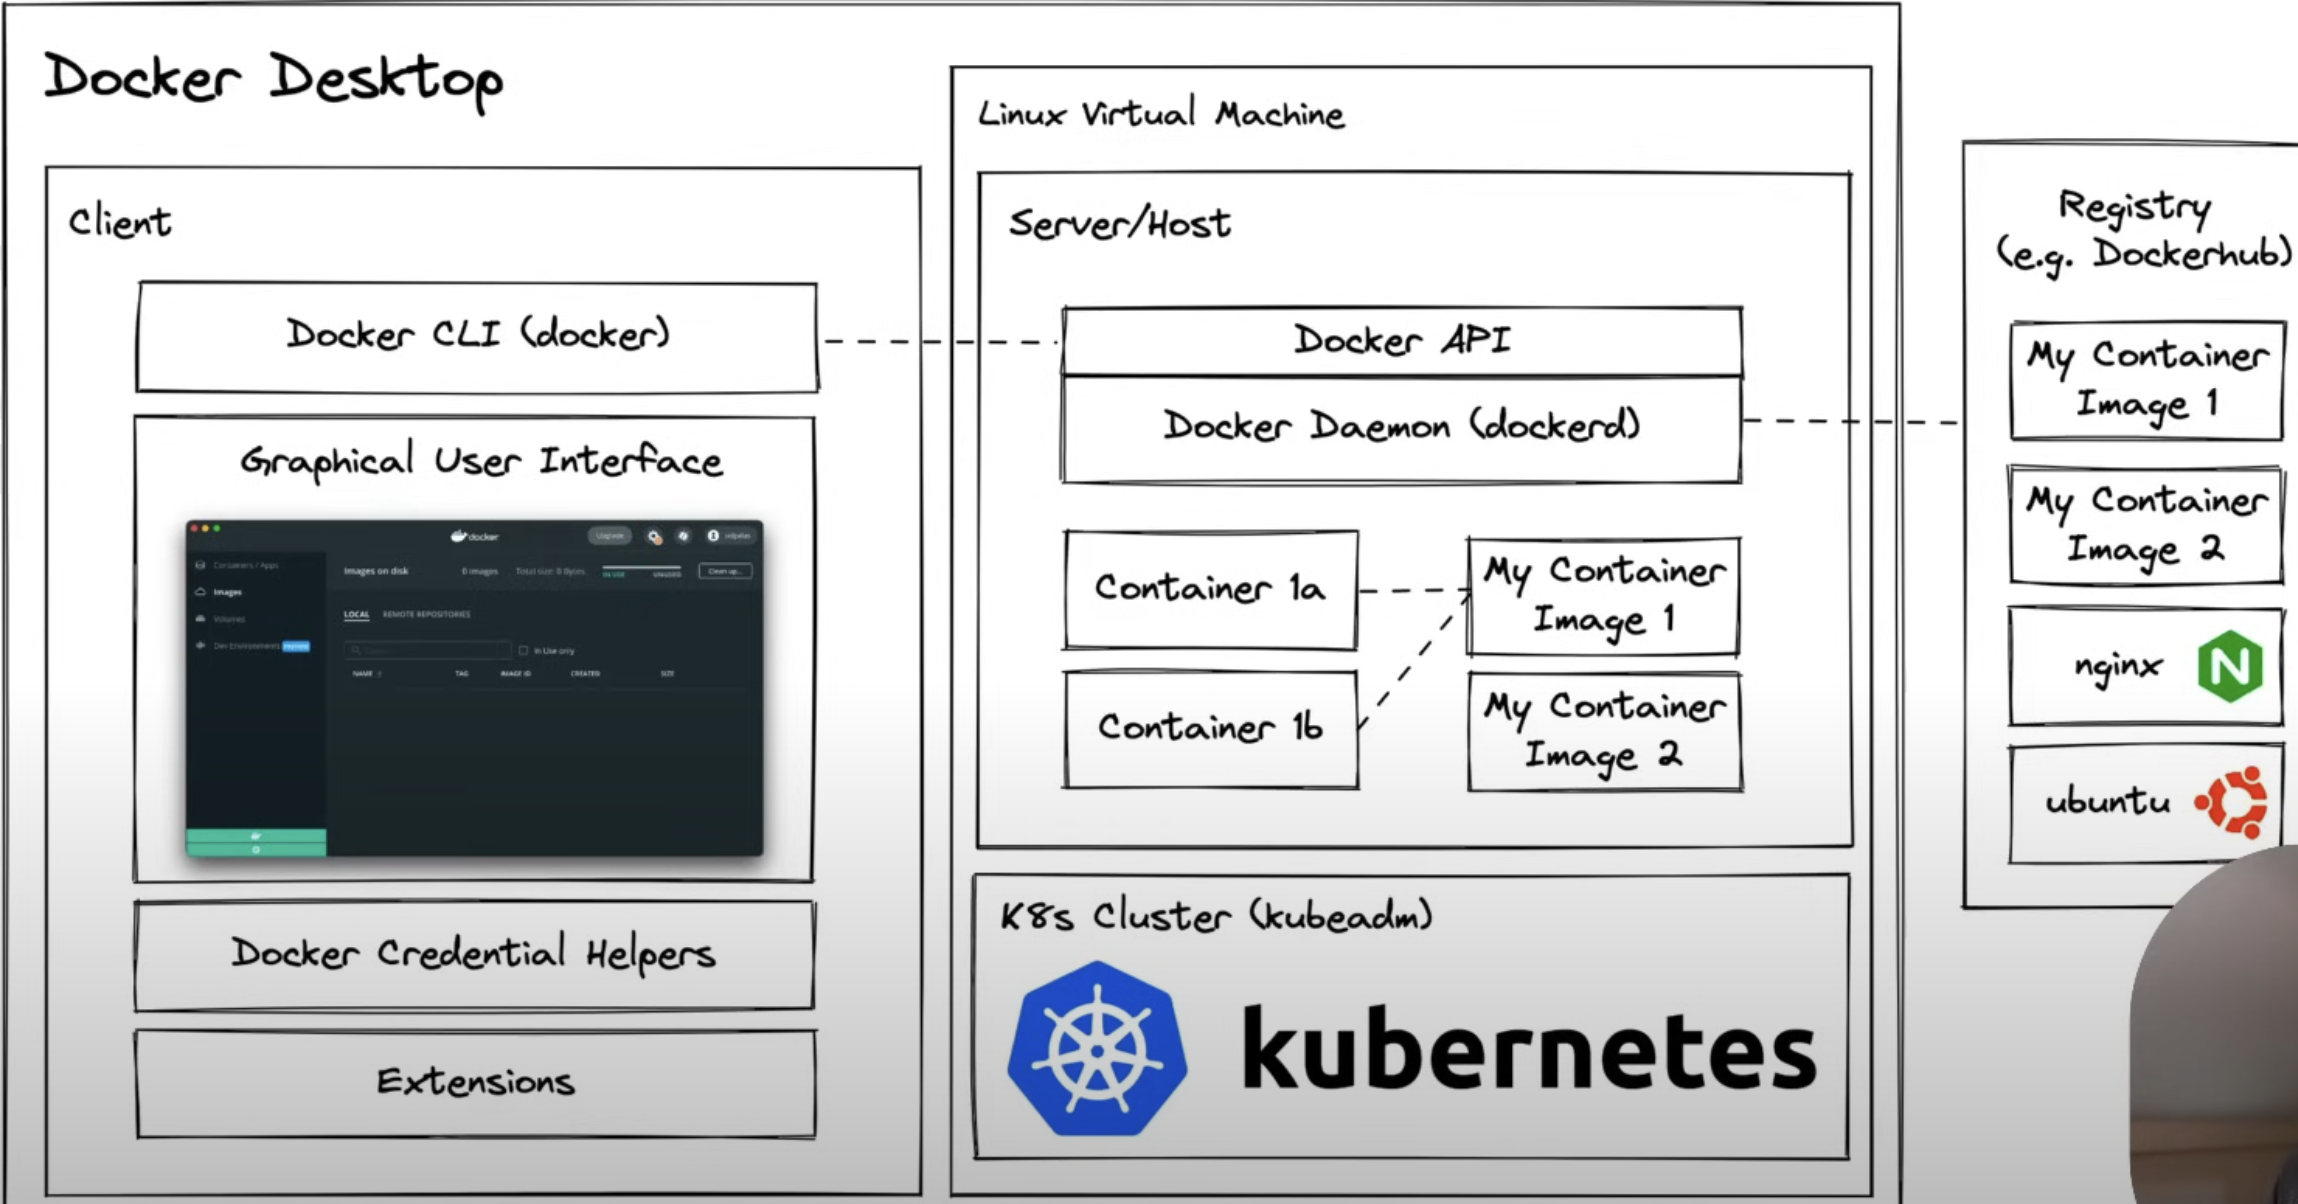 Docker Desktop
Client
Docker CLI (docker)
Graphical User Interface
docker
Upgrade
Containers / Apps
Images
Volumes
Dev Environments
Images on disk
0 images
Total size: 0 Bytes
IN USE
UNUSED
Clean up...
LOCAL
REMOTE REPOSITORIES
In Use only
NAME
TAG
IMAGE ID
CREATED
SIZE
Docker Credential Helpers
Extensions
Linux Virtual Machine
Server/Host
Docker API
Docker Daemon (dockerd)
Container 1a
Container 1b
My Container
Image 1
My Container
Image 2
K8s Cluster (kubeadm)
kubernetes
Registry
(e.g. Dockerhub)
My Container
Image 1
My Container
Image 2
nginx
N
ubuntu